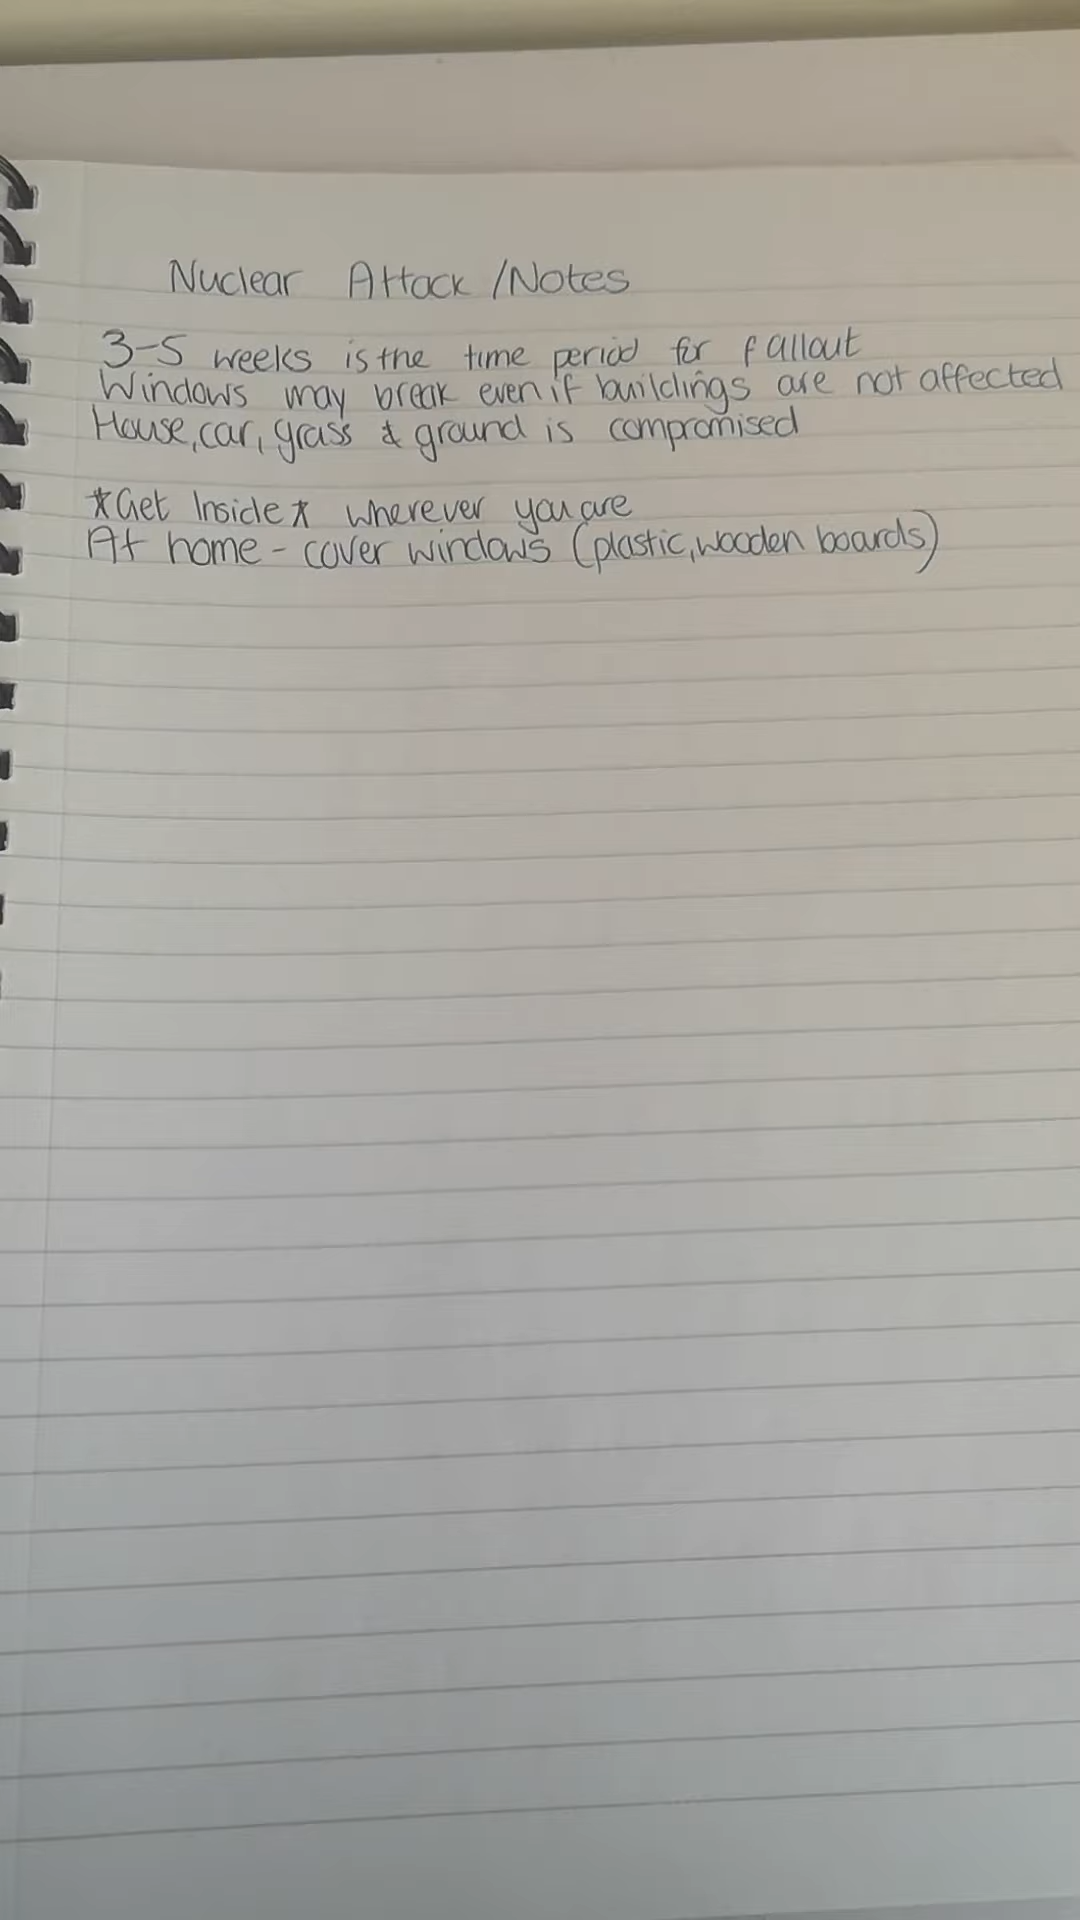 Nuclear Attack /Notes
3-5 weeks is the time period for fallout
Windows may break even if buildings are not affected
House, car, grass & ground is compromised
*Get Inside* wherever you are
At home - cover windows (plastic, wooden boards)